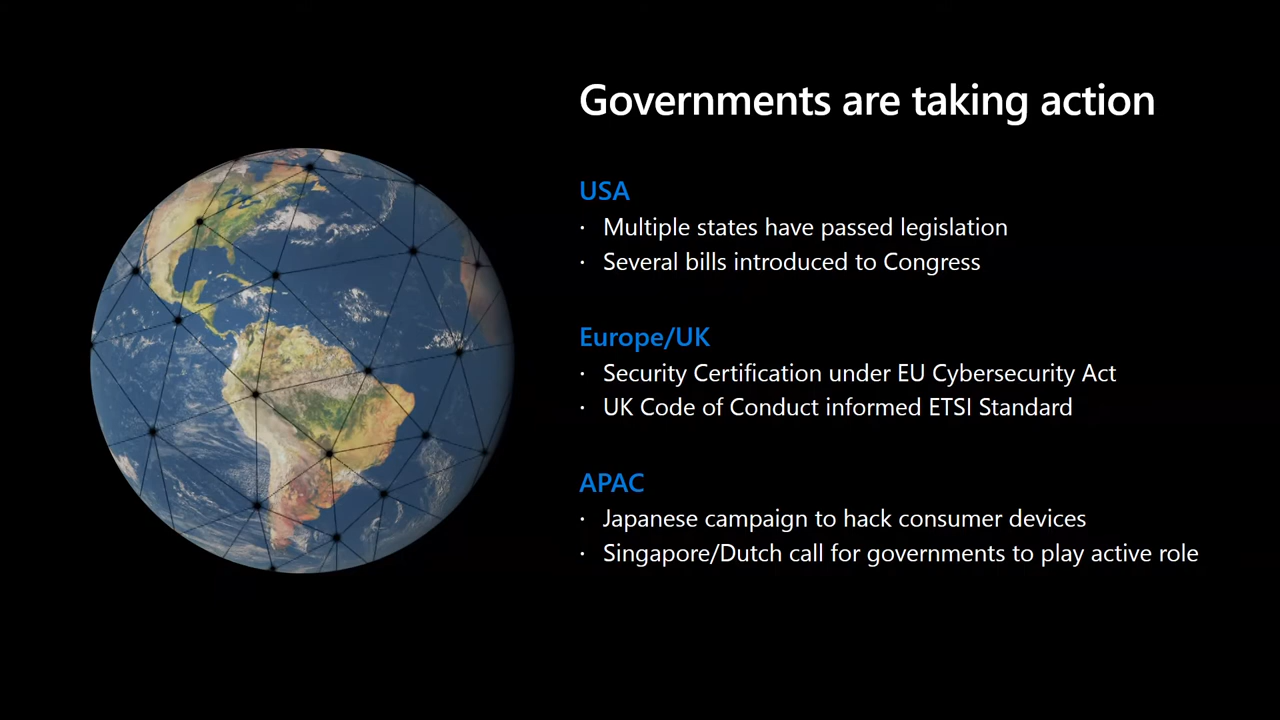 Governments are taking action
USA
· Multiple states have passed legislation
· Several bills introduced to Congress
Europe/UK
· Security Certification under EU Cybersecurity Act
· UK Code of Conduct informed ETSI Standard
APAC
· Japanese campaign to hack consumer devices
· Singapore/Dutch call for governments to play active role